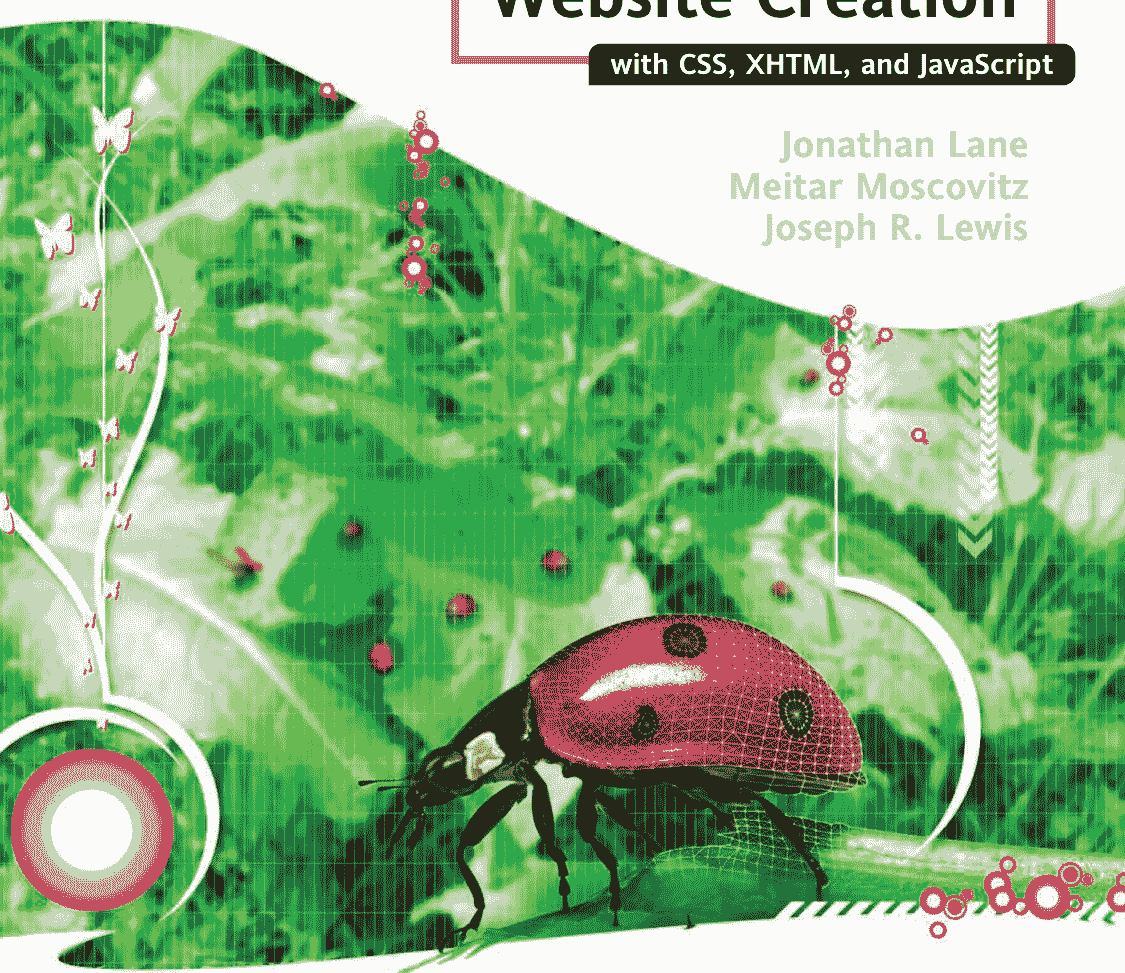 Website Creation
with CSS, XHTML, and JavaScript
Jonathan Lane
Meitar Moscovitz
Joseph R. Lewis